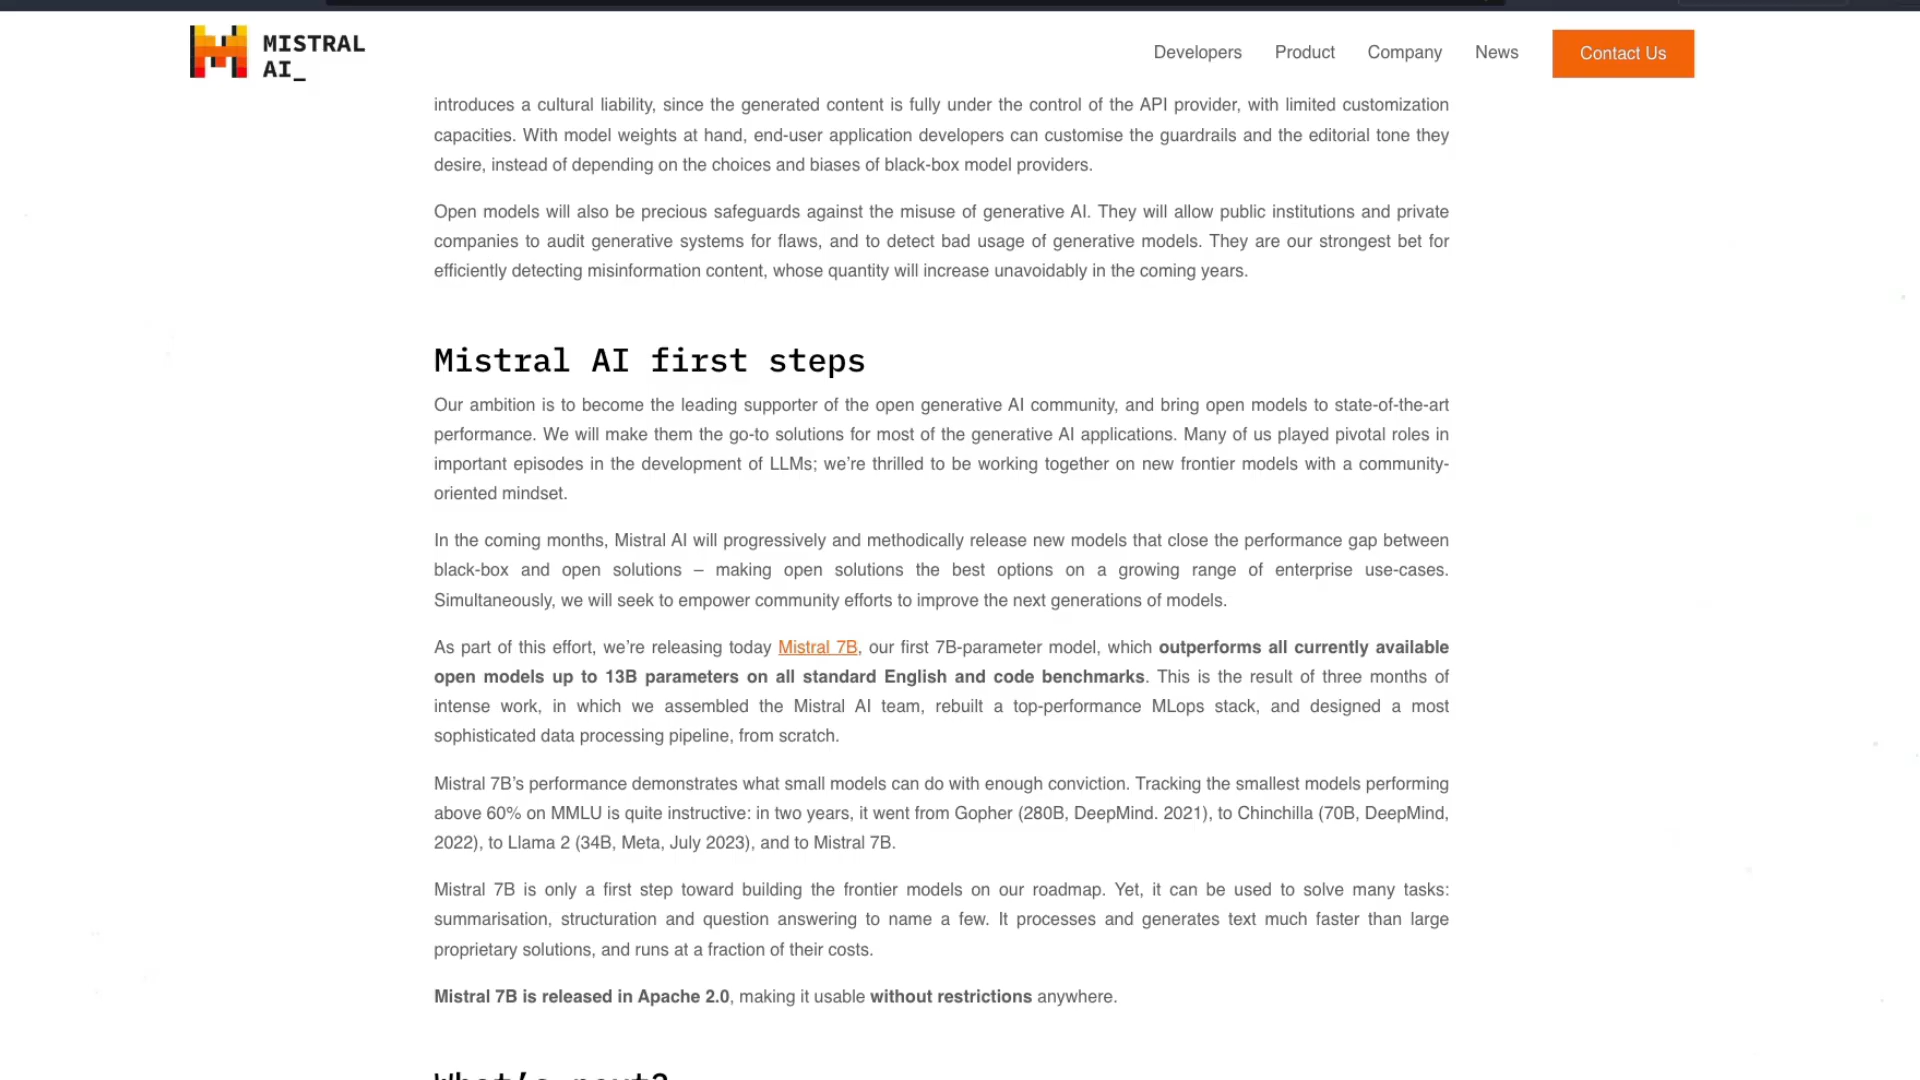 MISTRAL
AI_
Developers Product Company News Contact Us
introduces a cultural liability, since the generated content is fully under the control of the API provider, with limited customization
capacities. With model weights at hand, end-user application developers can customise the guardrails and the editorial tone they
desire, instead of depending on the choices and biases of black-box model providers.
Open models will also be precious safeguards against the misuse of generative AI. They will allow public institutions and private
companies to audit generative systems for flaws, and to detect bad usage of generative models. They are our strongest bet for
efficiently detecting misinformation content, whose quantity will increase unavoidably in the coming years.
Mistral AI first steps
Our ambition is to become the leading supporter of the open generative AI community, and bring open models to state-of-the-art
performance. We will make them the go-to solutions for most of the generative AI applications. Many of us played pivotal roles in
important episodes in the development of LLMs; we’re thrilled to be working together on new frontier models with a community-
oriented mindset.
In the coming months, Mistral AI will progressively and methodically release new models that close the performance gap between
black-box and open solutions – making open solutions the best options on a growing range of enterprise use-cases.
Simultaneously, we will seek to empower community efforts to improve the next generations of models.
As part of this effort, we’re releasing today Mistral 7B, our first 7B-parameter model, which outperforms all currently available
open models up to 13B parameters on all standard English and code benchmarks. This is the result of three months of
intense work, in which we assembled the Mistral AI team, rebuilt a top-performance MLops stack, and designed a most
sophisticated data processing pipeline, from scratch.
Mistral 7B’s performance demonstrates what small models can do with enough conviction. Tracking the smallest models performing
above 60% on MMLU is quite instructive: in two years, it went from Gopher (280B, DeepMind. 2021), to Chinchilla (70B, DeepMind,
2022), to Llama 2 (34B, Meta, July 2023), and to Mistral 7B.
Mistral 7B is only a first step toward building the frontier models on our roadmap. Yet, it can be used to solve many tasks:
summarisation, structuration and question answering to name a few. It processes and generates text much faster than large
proprietary solutions, and runs at a fraction of their costs.
Mistral 7B is released in Apache 2.0, making it usable without restrictions anywhere.
What’s next?